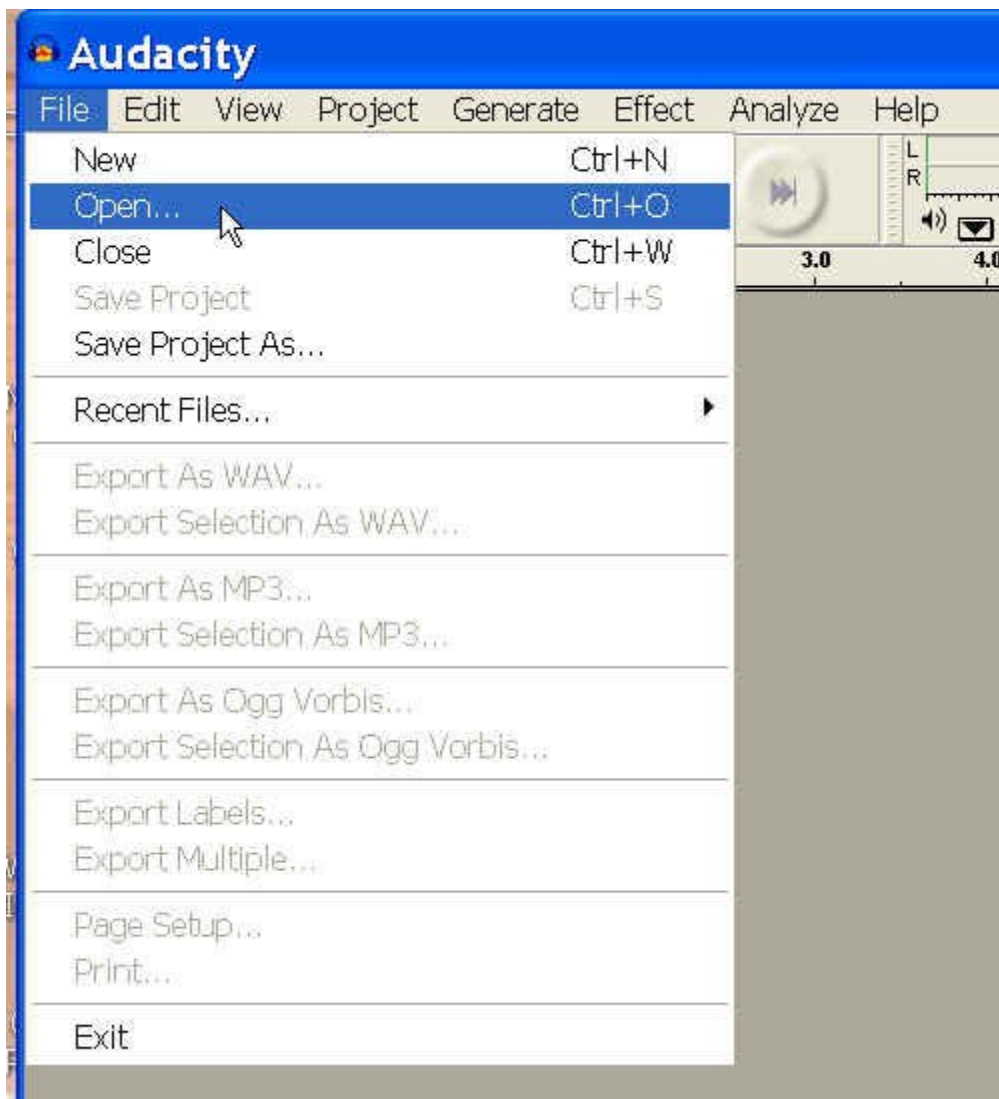 Audacity
File Edit View Project Generate Effect Analyze Help
New Ctrl+N
Open... Ctrl+O
Close Ctrl+W
Save Project Ctrl+S
Save Project As...
Recent Files...
Export As WAV...
Export Selection As WAV...
Export As MP3...
Export Selection As MP3...
Export As Ogg Vorbis...
Export Selection As Ogg Vorbis...
Export Labels...
Export Multiple...
Page Setup...
Print...
Exit
L
R
3.0 4.0